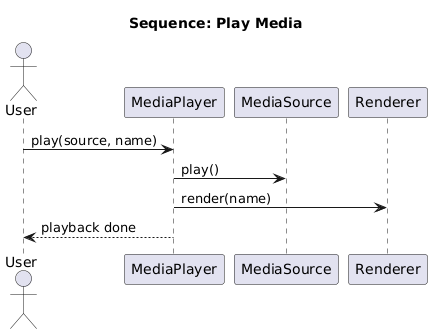 Sequence: Play Media
User
MediaPlayer
MediaSource
Renderer
play(source, name)
play()
render(name)
playback done
User
MediaPlayer
MediaSource
Renderer